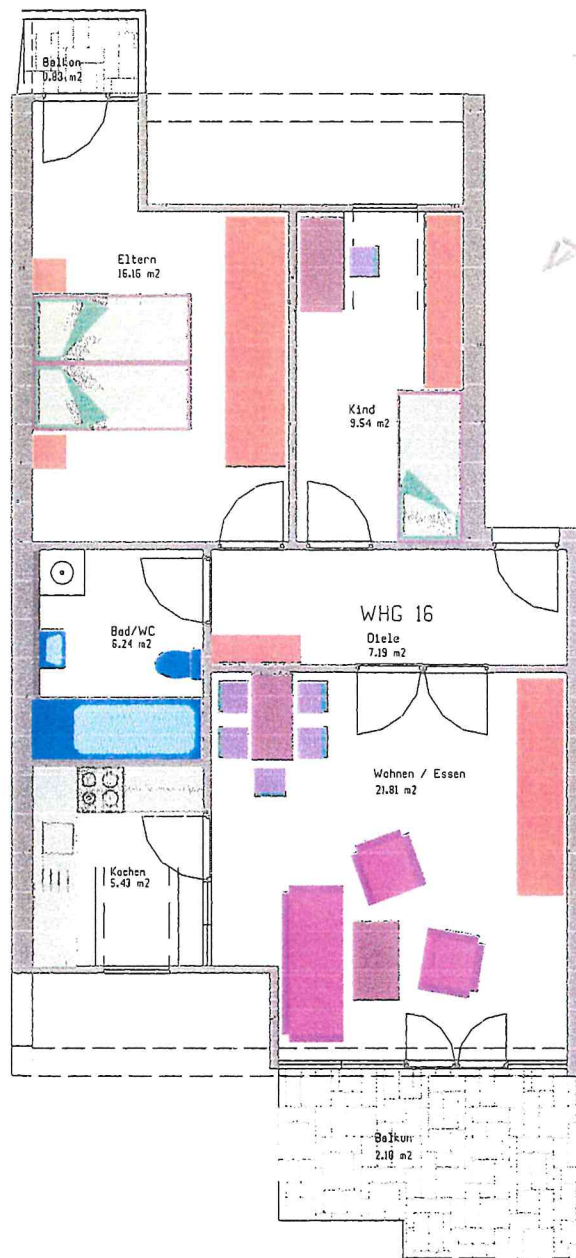 Balkon
0.83 m2
Eltern
16.16 m2
Kind
9.54 m2
WHG 16
Diele
7.19 m2
Bad/WC
6.24 m2
Wohnen / Essen
21.81 m2
Kochen
5.43 m2
Balkon
2.18 m2